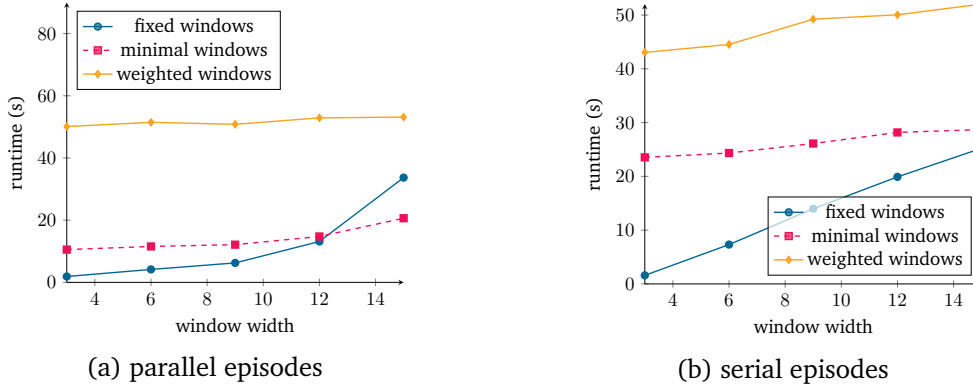 80
60
40
20
0
runtime (s)
fixed windows
minimal windows
weighted windows
4 6 8 10 12 14
window width
(a) parallel episodes
50
40
30
20
10
0
runtime (s)
fixed windows
minimal windows
weighted windows
4 6 8 10 12 14
window width
(b) serial episodes